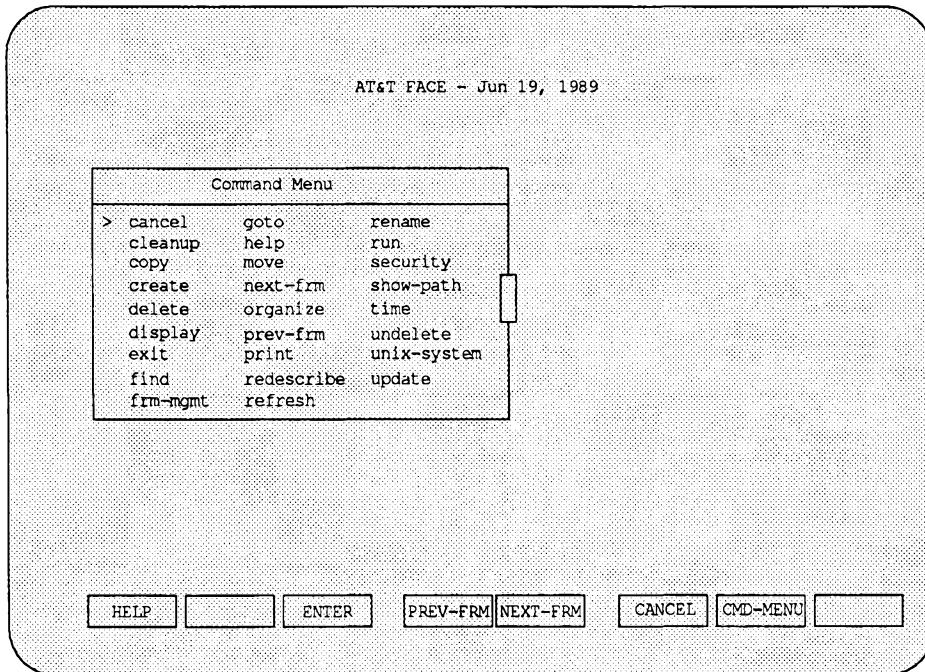 AT&T FACE - Jun 19, 1989
Command Menu
> cancel goto rename
cleanup help run
copy move security
create next-frm show-path
delete organize time
display prev-frm undelete
exit print unix-system
find redescribe update
frm-mgmt refresh
HELP ENTER PREV-FRM NEXT-FRM CANCEL CMD-MENU